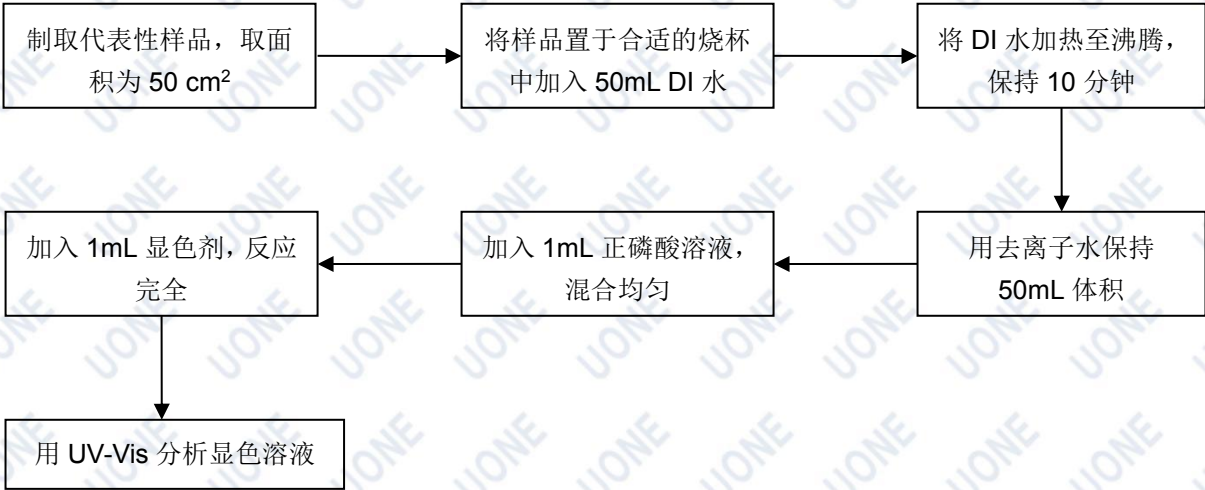 制取代表性样品，取面
积为 50 cm²
将样品置于合适的烧杯
中加入 50mL DI 水
将 DI 水加热至沸腾，
保持 10 分钟
用去离子水保持
50mL 体积
加入 1mL 正磷酸溶液，
混合均匀
加入 1mL 显色剂，反应
完全
用 UV-Vis 分析显色溶液
UONE